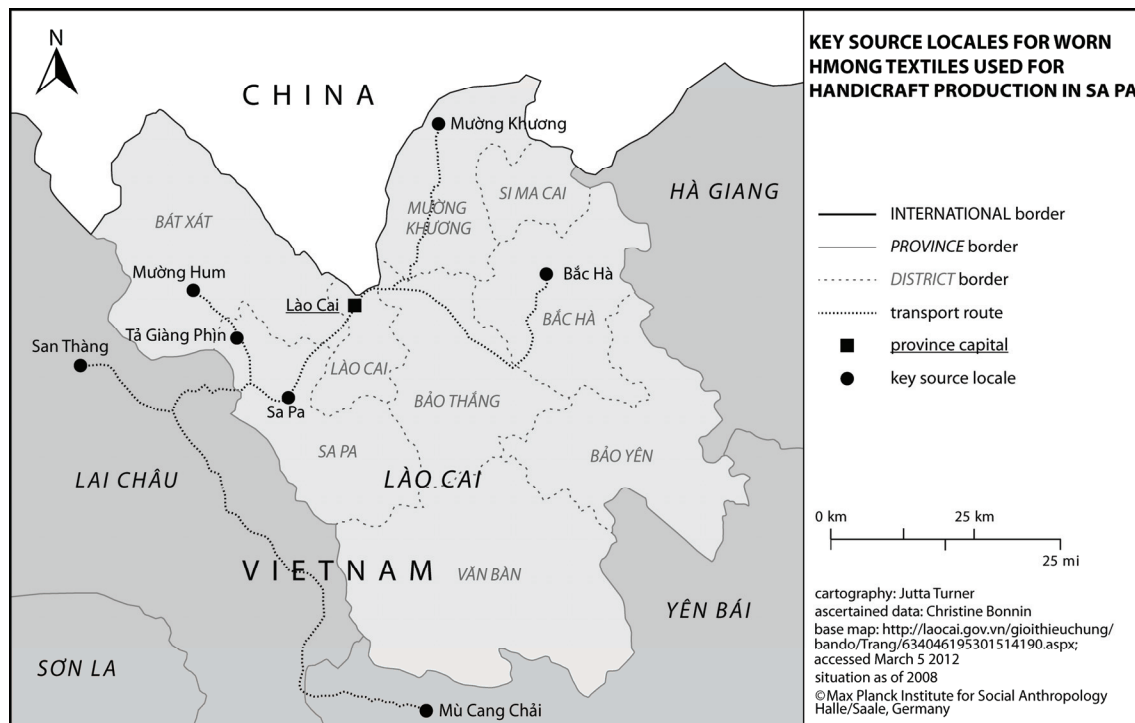 N
CHINA
Mường Khương
SI MA CAI
HÀ GIANG
MƯỜNG
KHƯƠNG
BÁT XÁT
Mường Hum
Bắc Hà
Lào Cai
BẮC HÀ
Tả Giàng Phìn
San Thàng
LÀO CAI
BẢO THẮNG
Sa Pa
SA PA
BẢO YÊN
LAI CHÂU
LÀO CAI
VIETNAM
VĂN BÀN
YÊN BÁI
SƠN LA
Mù Cang Chải
KEY SOURCE LOCALES FOR WORN
HMONG TEXTILES USED FOR
HANDICRAFT PRODUCTION IN SA PA
INTERNATIONAL border
PROVINCE border
DISTRICT border
transport route
province capital
key source locale
0 km 25 km
25 mi
cartography: Jutta Turner
ascertained data: Christine Bonnin
base map: http://laocai.gov.vn/gioithieuchung/
bando/Trang/634046195301514190.aspx;
accessed March 5 2012
situation as of 2008
©Max Planck Institute for Social Anthropology
Halle/Saale, Germany